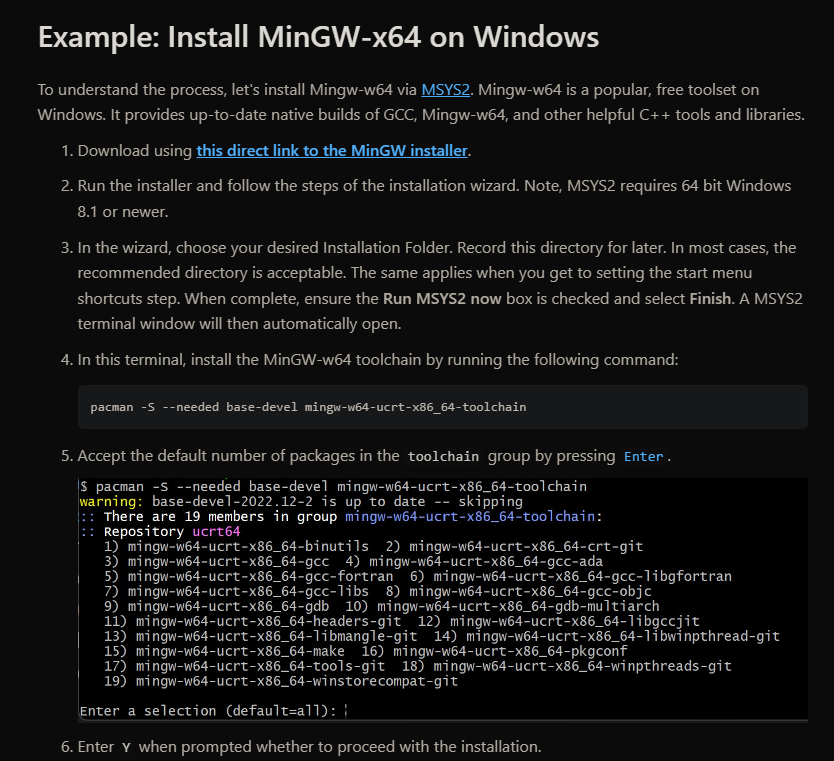 Example: Install MinGW-x64 on Windows
To understand the process, let's install Mingw-w64 via MSYS2. Mingw-w64 is a popular, free toolset on
Windows. It provides up-to-date native builds of GCC, Mingw-w64, and other helpful C++ tools and libraries.
1. Download using this direct link to the MinGW installer.
2. Run the installer and follow the steps of the installation wizard. Note, MSYS2 requires 64 bit Windows
8.1 or newer.
3. In the wizard, choose your desired Installation Folder. Record this directory for later. In most cases, the
recommended directory is acceptable. The same applies when you get to setting the start menu
shortcuts step. When complete, ensure the Run MSYS2 now box is checked and select Finish. A MSYS2
terminal window will then automatically open.
4. In this terminal, install the MinGW-w64 toolchain by running the following command:
pacman -S --needed base-devel mingw-w64-ucrt-x86_64-toolchain
5. Accept the default number of packages in the toolchain group by pressing Enter.
$ pacman -S --needed base-devel mingw-w64-ucrt-x86_64-toolchain
warning: base-devel-2022.12-2 is up to date -- skipping
:: There are 19 members in group mingw-w64-ucrt-x86_64-toolchain:
:: Repository ucrt64
1) mingw-w64-ucrt-x86_64-binutils 2) mingw-w64-ucrt-x86_64-crt-git
3) mingw-w64-ucrt-x86_64-gcc 4) mingw-w64-ucrt-x86_64-gcc-ada
5) mingw-w64-ucrt-x86_64-gcc-fortran 6) mingw-w64-ucrt-x86_64-gcc-libgfortran
7) mingw-w64-ucrt-x86_64-gcc-libs 8) mingw-w64-ucrt-x86_64-gcc-objc
9) mingw-w64-ucrt-x86_64-gdb 10) mingw-w64-ucrt-x86_64-gdb-multiarch
11) mingw-w64-ucrt-x86_64-headers-git 12) mingw-w64-ucrt-x86_64-libgccjit
13) mingw-w64-ucrt-x86_64-libmangle-git 14) mingw-w64-ucrt-x86_64-libwinpthread-git
15) mingw-w64-ucrt-x86_64-make 16) mingw-w64-ucrt-x86_64-pkgconf
17) mingw-w64-ucrt-x86_64-tools-git 18) mingw-w64-ucrt-x86_64-winpthreads-git
19) mingw-w64-ucrt-x86_64-winstorecompat-git
Enter a selection (default=all):
6. Enter Y when prompted whether to proceed with the installation.